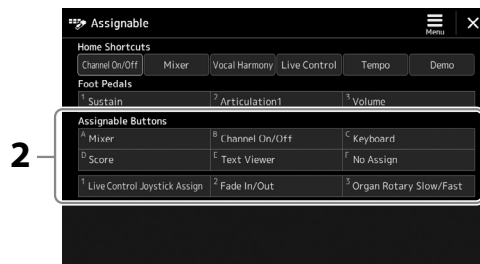 Assignable
Menu
Home Shortcuts
Channel On/Off Mixer Vocal Harmony Live Control Tempo Demo
Foot Pedals
1 Sustain 2 Articulation1 3 Volume
Assignable Buttons
A Mixer B Channel On/Off C Keyboard
2
D Score E Text Viewer F No Assign
1 Live Control Joystick Assign 2 Fade In/Out 3 Organ Rotary Slow/Fast